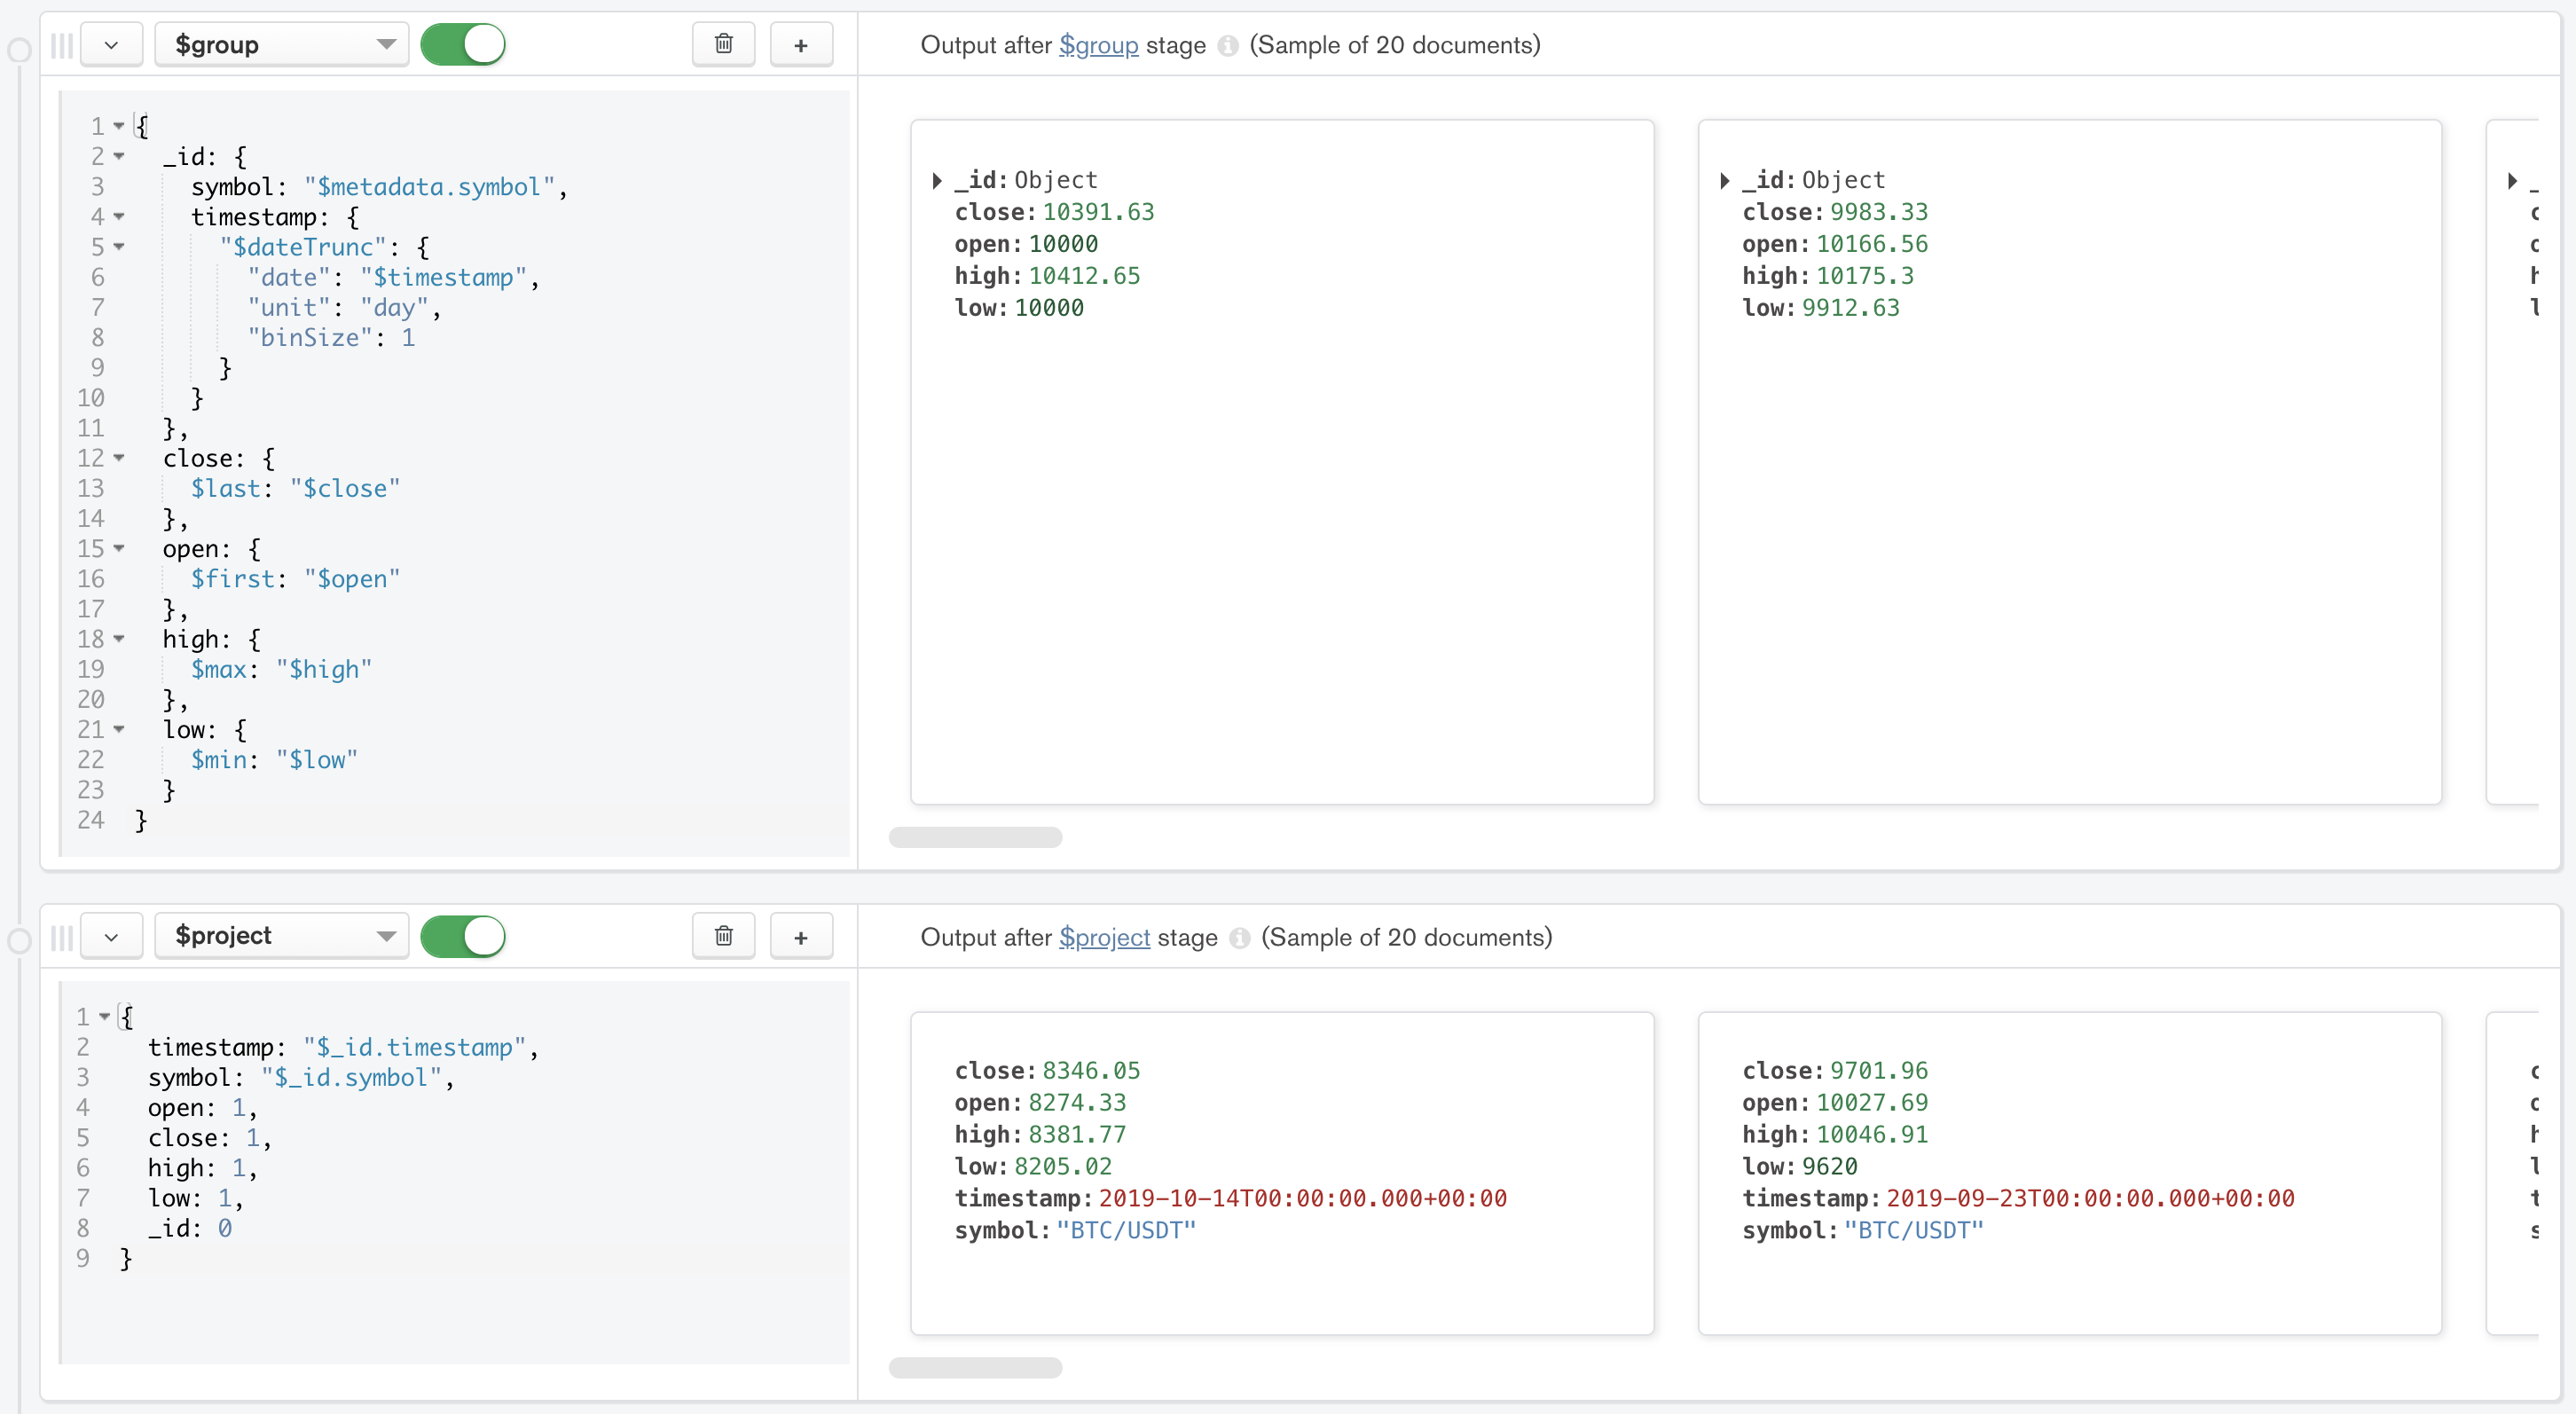 $group
Output after $group stage (Sample of 20 documents)
1 {
2 _id: {
3 symbol: "$metadata.symbol",
4 timestamp: {
5 "$dateTrunc": {
6 "date": "$timestamp",
7 "unit": "day",
8 "binSize": 1
9 }
10 }
11 },
12 close: {
13 $last: "$close"
14 },
15 open: {
16 $first: "$open"
17 },
18 high: {
19 $max: "$high"
20 },
21 low: {
22 $min: "$low"
23 }
24 }
_id: Object
close: 10391.63
open: 10000
high: 10412.65
low: 10000
_id: Object
close: 9983.33
open: 10166.56
high: 10175.3
low: 9912.63
$project
Output after $project stage (Sample of 20 documents)
1 {
2 timestamp: "$_id.timestamp",
3 symbol: "$_id.symbol",
4 open: 1,
5 close: 1,
6 high: 1,
7 low: 1,
8 _id: 0
9 }
close: 8346.05
open: 8274.33
high: 8381.77
low: 8205.02
timestamp: 2019-10-14T00:00:00.000+00:00
symbol: "BTC/USDT"
close: 9701.96
open: 10027.69
high: 10046.91
low: 9620
timestamp: 2019-09-23T00:00:00.000+00:00
symbol: "BTC/USDT"